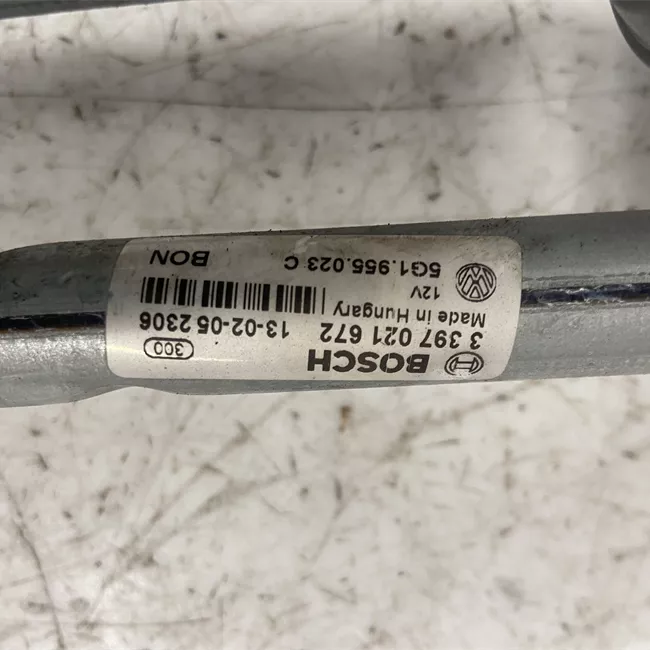 BOSCH 300
3 397 021 672 13-02-05 2306
Made in Hungary
12V
5G1.955.023 C BON